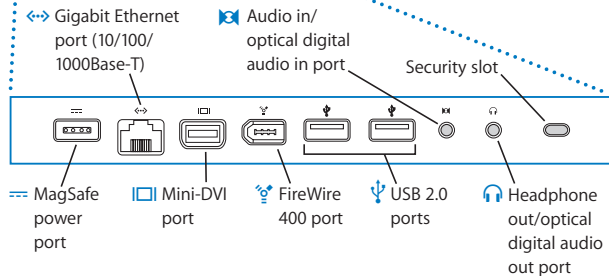 Gigabit Ethernet
port (10/100/
1000Base-T)
Audio in/
optical digital
audio in port
Security slot
MagSafe
power
port
Mini-DVI
port
FireWire
400 port
USB 2.0
ports
Headphone
out/optical
digital audio
out port